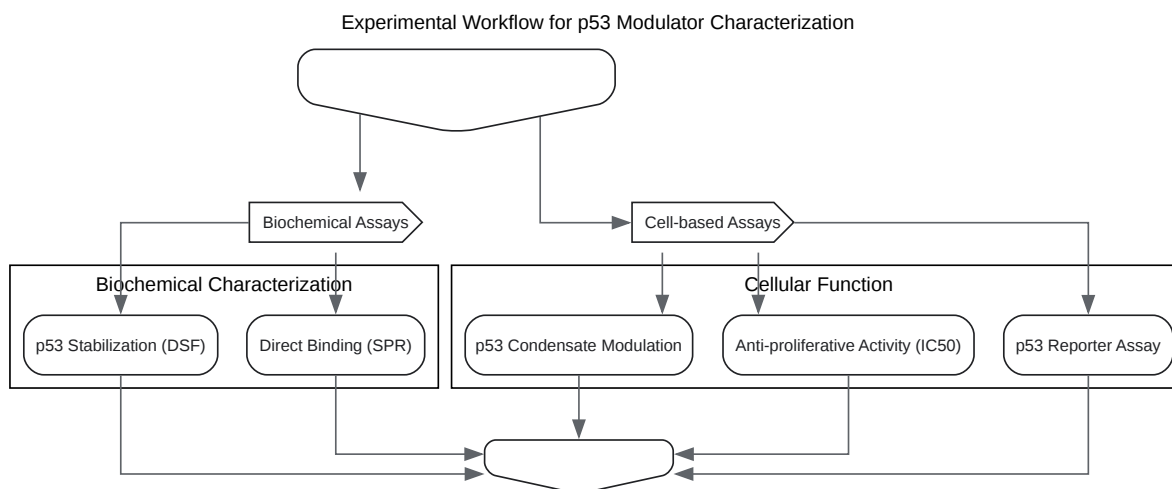 Experimental Workflow for p53 Modulator Characterization
Biochemical Assays
Cell-based Assays
Biochemical Characterization
Cellular Function
p53 Stabilization (DSF)
Direct Binding (SPR)
p53 Condensate Modulation
Anti-proliferative Activity (IC50)
p53 Reporter Assay